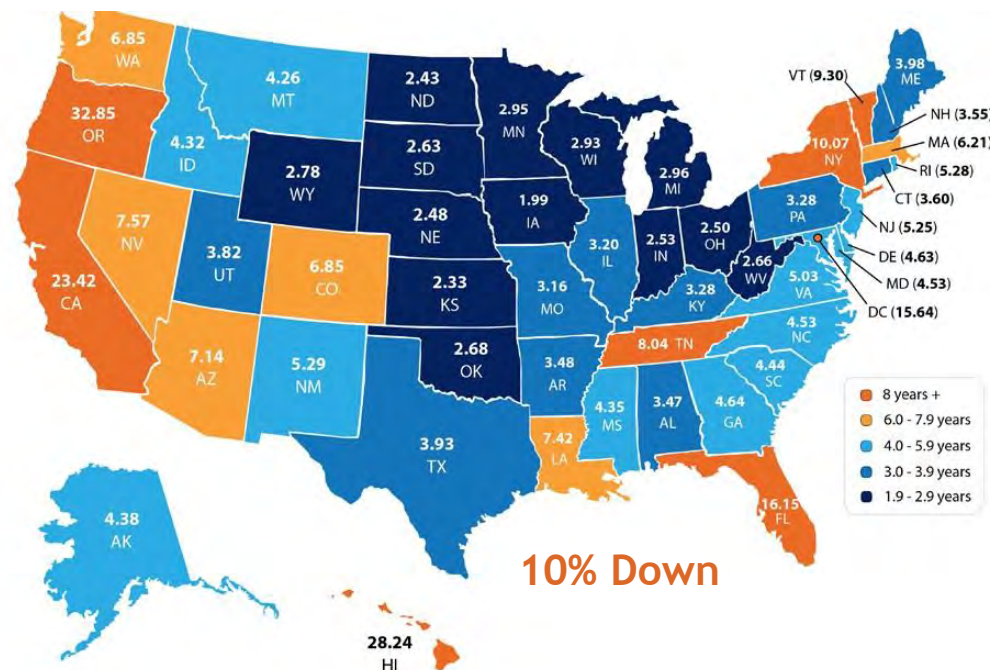 6.85
WA
32.85
OR
23.42
CA
7.57
NV
4.32
ID
4.26
MT
2.78
WY
3.82
UT
6.85
CO
7.14
AZ
5.29
NM
2.43
ND
2.63
SD
2.48
NE
2.33
KS
2.68
OK
3.93
TX
2.95
MN
1.99
IA
3.16
MO
3.48
AR
7.42
LA
2.93
WI
3.20
IL
2.96
MI
2.53
IN
2.50
OH
3.28
KY
8.04 TN
4.35
MS
3.47
AL
4.64
GA
16.15
FL
4.44
SC
4.53
NC
5.03
VA
2.66
WV
3.28
PA
10.07
NY
3.98
ME
VT (9.30)
NH (3.55)
MA (6.21)
RI (5.28)
CT (3.60)
NJ (5.25)
DE (4.63)
MD (4.53)
DC (15.64)
8 years +
6.0 - 7.9 years
4.0 - 5.9 years
3.0 - 3.9 years
1.9 - 2.9 years
4.38
AK
28.24
HI
10% Down